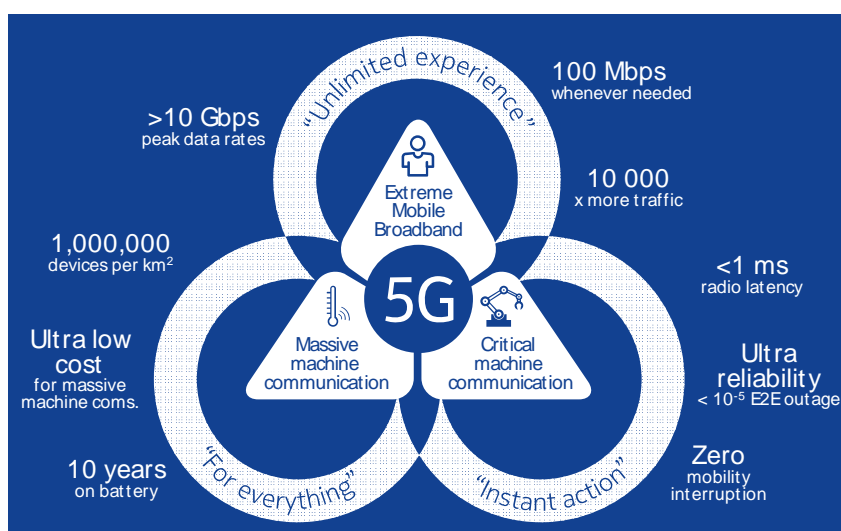 "Unlimited experience"
100 Mbps
whenever needed
>10 Gbps
peak data rates
10 000
x more traffic
Extreme
Mobile
Broadband
1,000,000
devices per km²
<1 ms
radio latency
5G
Massive
machine
communication
Critical
machine
communication
Ultra low
cost
for massive
machine coms.
Ultra
reliability
< 10⁻⁵ E2E outage
10 years
on battery
"For everything"
"Instant action"
Zero
mobility
interruption